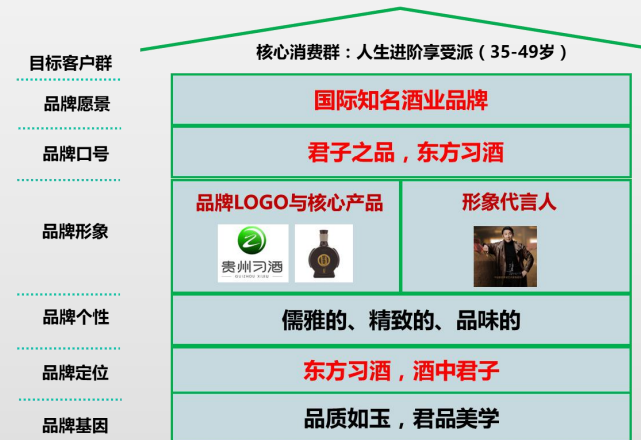 核心消费群：人生进阶享受派（35-49岁）
目标客户群
品牌愿景
国际知名酒业品牌
品牌口号
君子之品，东方习酒
品牌形象
品牌LOGO与核心产品
形象代言人
贵州习酒
品牌个性
儒雅的、精致的、品味的
品牌定位
东方习酒，酒中君子
品牌基因
品质如玉，君品美学